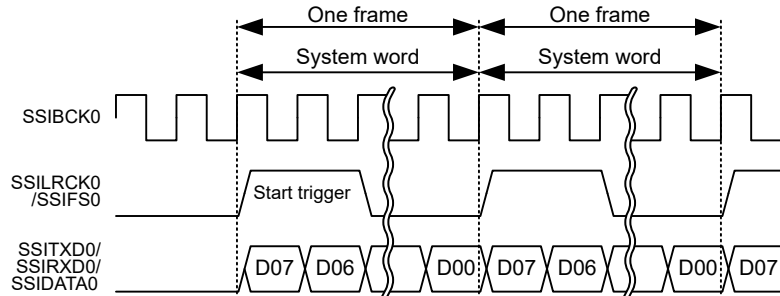 One frame One frame
System word System word
SSIBCK0
SSILRCK0
/SSIFS0
Start trigger
SSITXD0/
SSIRXD0/
SSIDATA0
D07 D06 D00 D07 D06 D00 D07